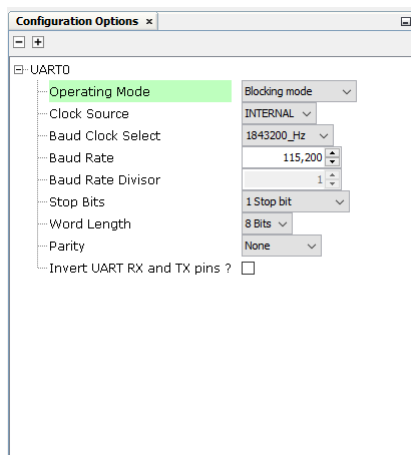 Configuration Options ×
UART0
Operating Mode Blocking mode
Clock Source INTERNAL
Baud Clock Select 1843200_Hz
Baud Rate 115,200
Baud Rate Divisor 1
Stop Bits 1 Stop bit
Word Length 8 Bits
Parity None
Invert UART RX and TX pins ?